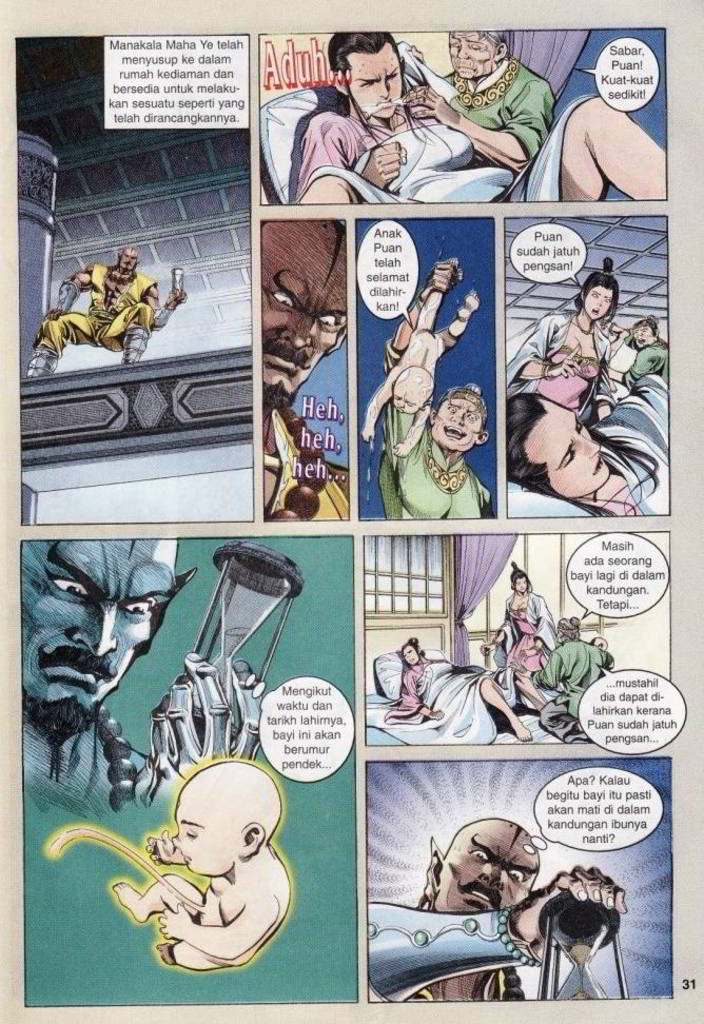 Manakala Maha Ye telah
menyusup ke dalam
rumah kediaman dan
bersedia untuk melaku-
kan sesuatu seperti yang
telah dirancangkannya.
Aduh...
Sabar,
Puan!
Kuat-kuat
sedikit!
Heh,
heh,
heh...
Anak
Puan
telah
selamat
dilahir-
kan!
Puan
sudah jatuh
pengsan!
Mengikut
waktu dan
tarikh lahirnya,
bayi ini akan
berumur
pendek...
Masih
ada seorang
bayi lagi di dalam
kandungan.
Tetapi...
...mustahil
dia dapat di-
lahirkan kerana
Puan sudah jatuh
pengsan...
Apa? Kalau
begitu bayi itu pasti
akan mati di dalam
kandungan ibunya
nanti?
31